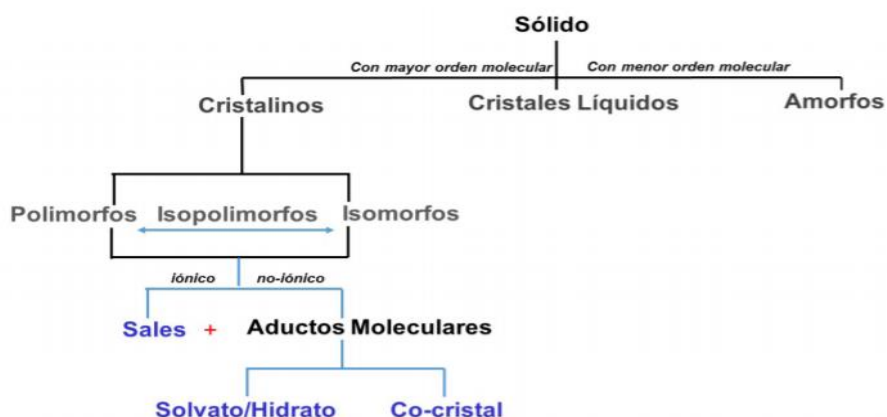 Sólido
Con mayor orden molecular Con menor orden molecular
Cristalinos Cristales Líquidos Amorfos
Polimorfos Isopolimorfos Isomorfos
iónico no-iónico
Sales + Aductos Moleculares
Solvato/Hidrato Co-cristal